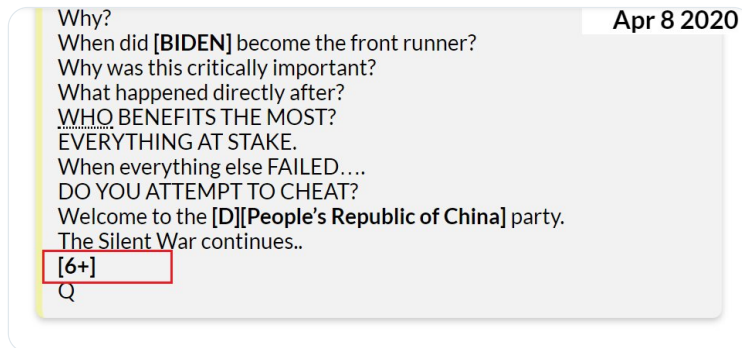 Why?
Apr 8 2020
When did [BIDEN] become the front runner?
Why was this critically important?
What happened directly after?
WHO BENEFITS THE MOST?
EVERYTHING AT STAKE.
When everything else FAILED….
DO YOU ATTEMPT TO CHEAT?
Welcome to the [D][People’s Republic of China] party.
The Silent War continues..
[6+]
Q